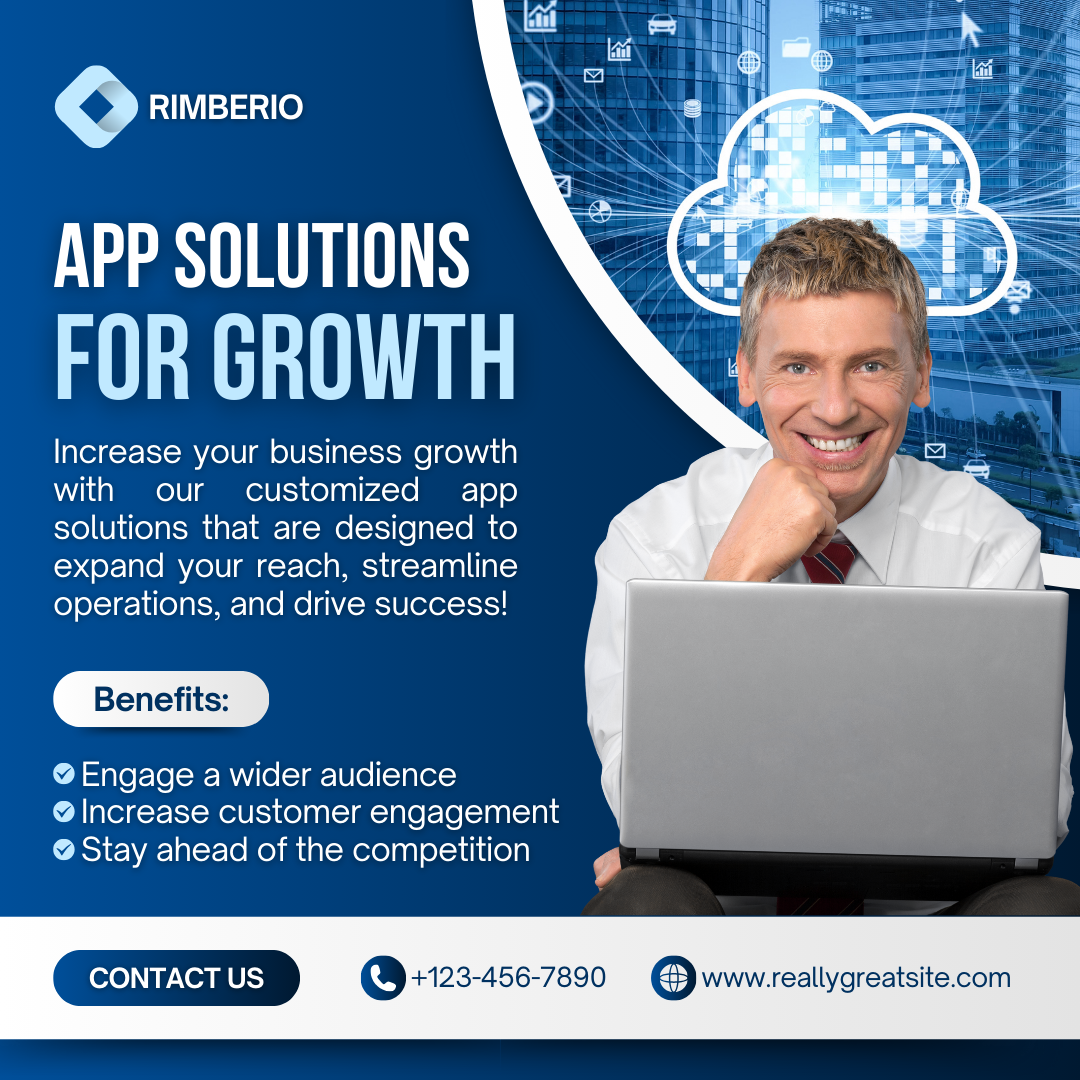 RIMBERIO
APP SOLUTIONS
FOR GROWTH
Increase your business growth
with our customized app
solutions that are designed to
expand your reach, streamline
operations, and drive success!
Benefits:
Engage a wider audience
Increase customer engagement
Stay ahead of the competition
CONTACT US
+123-456-7890
www.reallygreatsite.com